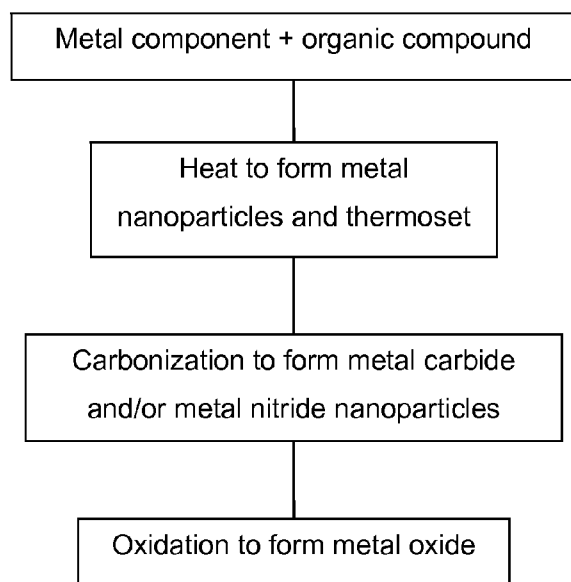 Metal component + organic compound
Heat to form metal
nanoparticles and thermoset
Carbonization to form metal carbide
and/or metal nitride nanoparticles
Oxidation to form metal oxide